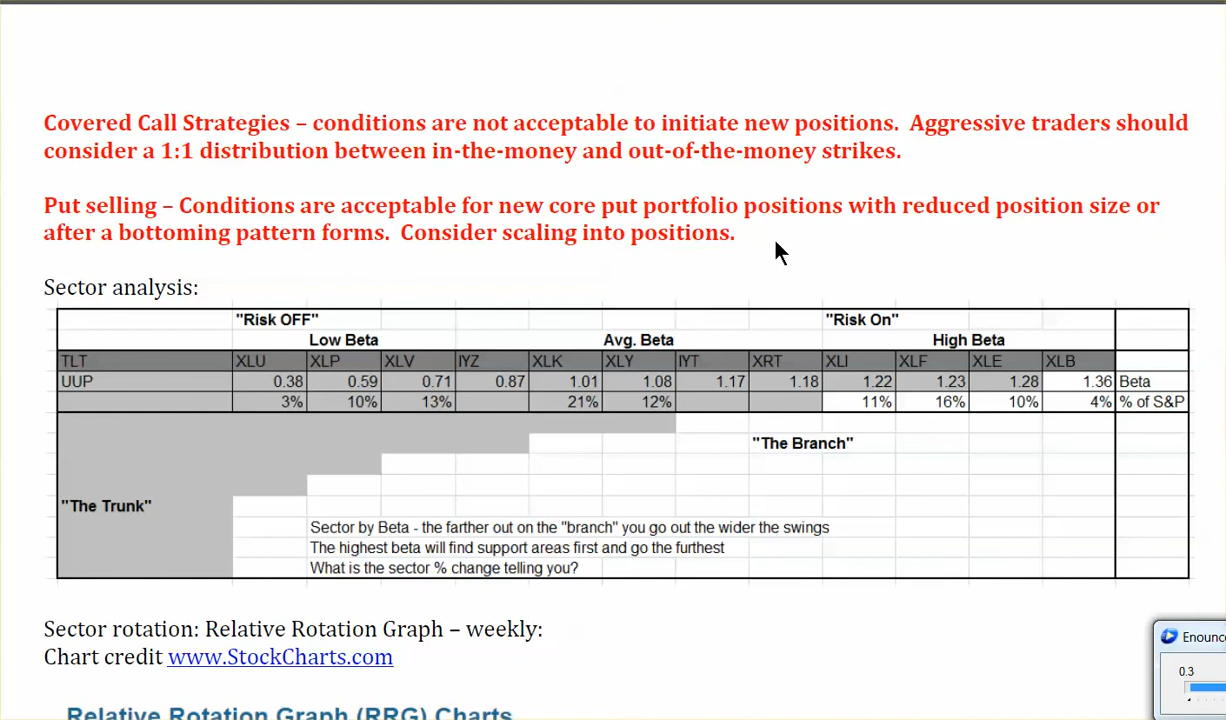 Covered Call Strategies – conditions are not acceptable to initiate new positions.  Aggressive traders should
consider a 1:1 distribution between in-the-money and out-of-the-money strikes.
Put selling – Conditions are acceptable for new core put portfolio positions with reduced position size or
after a bottoming pattern forms.  Consider scaling into positions.
Sector analysis:
"Risk OFF" "Risk On"
Low Beta Avg. Beta High Beta
TLT XLU XLP XLV IYZ XLK XLY IYT XRT XLI XLF XLE XLB
UUP 0.38 0.59 0.71 0.87 1.01 1.08 1.17 1.18 1.22 1.23 1.28 1.36 Beta
3% 10% 13% 21% 12% 11% 16% 10% 4% % of S&P
"The Branch"
"The Trunk"
Sector by Beta - the farther out on the "branch" you go out the wider the swings
The highest beta will find support areas first and go the furthest
What is the sector % change telling you?
Sector rotation: Relative Rotation Graph – weekly:
Chart credit www.StockCharts.com
Enounce
0.3
Relative Rotation Graph (RRG) Charts